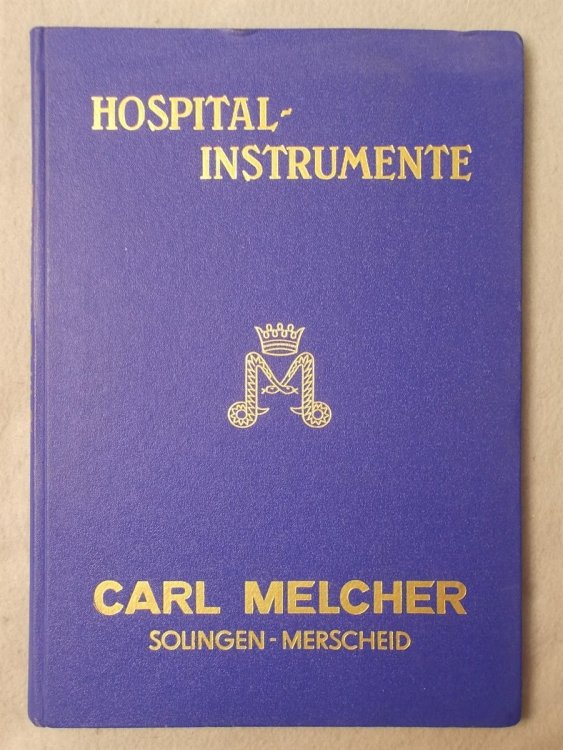 HOSPITAL-
INSTRUMENTE
M
CARL MELCHER
SOLINGEN-MERSCHEID